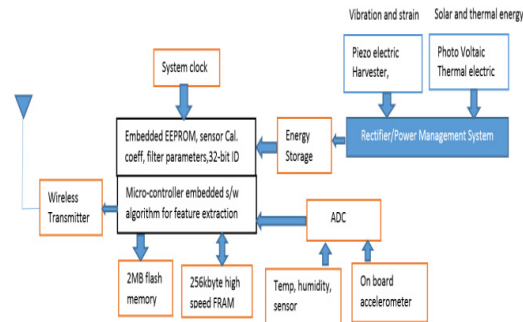 Vibration and strain
Solar and thermal energy
System clock
Piezo electric
Harvester,
Photo Voltaic
Thermal electric
Embedded EEPROM, sensor Cal.
coeff, filter parameters,32-bit ID
Energy
Storage
Rectifier/Power Management System
Micro-controller embedded s/w
algorithm for feature extraction
Wireless
Transmitter
ADC
2MB flash
memory
256kbyte high
speed FRAM
Temp, humidity,
sensor
On board
accelerometer